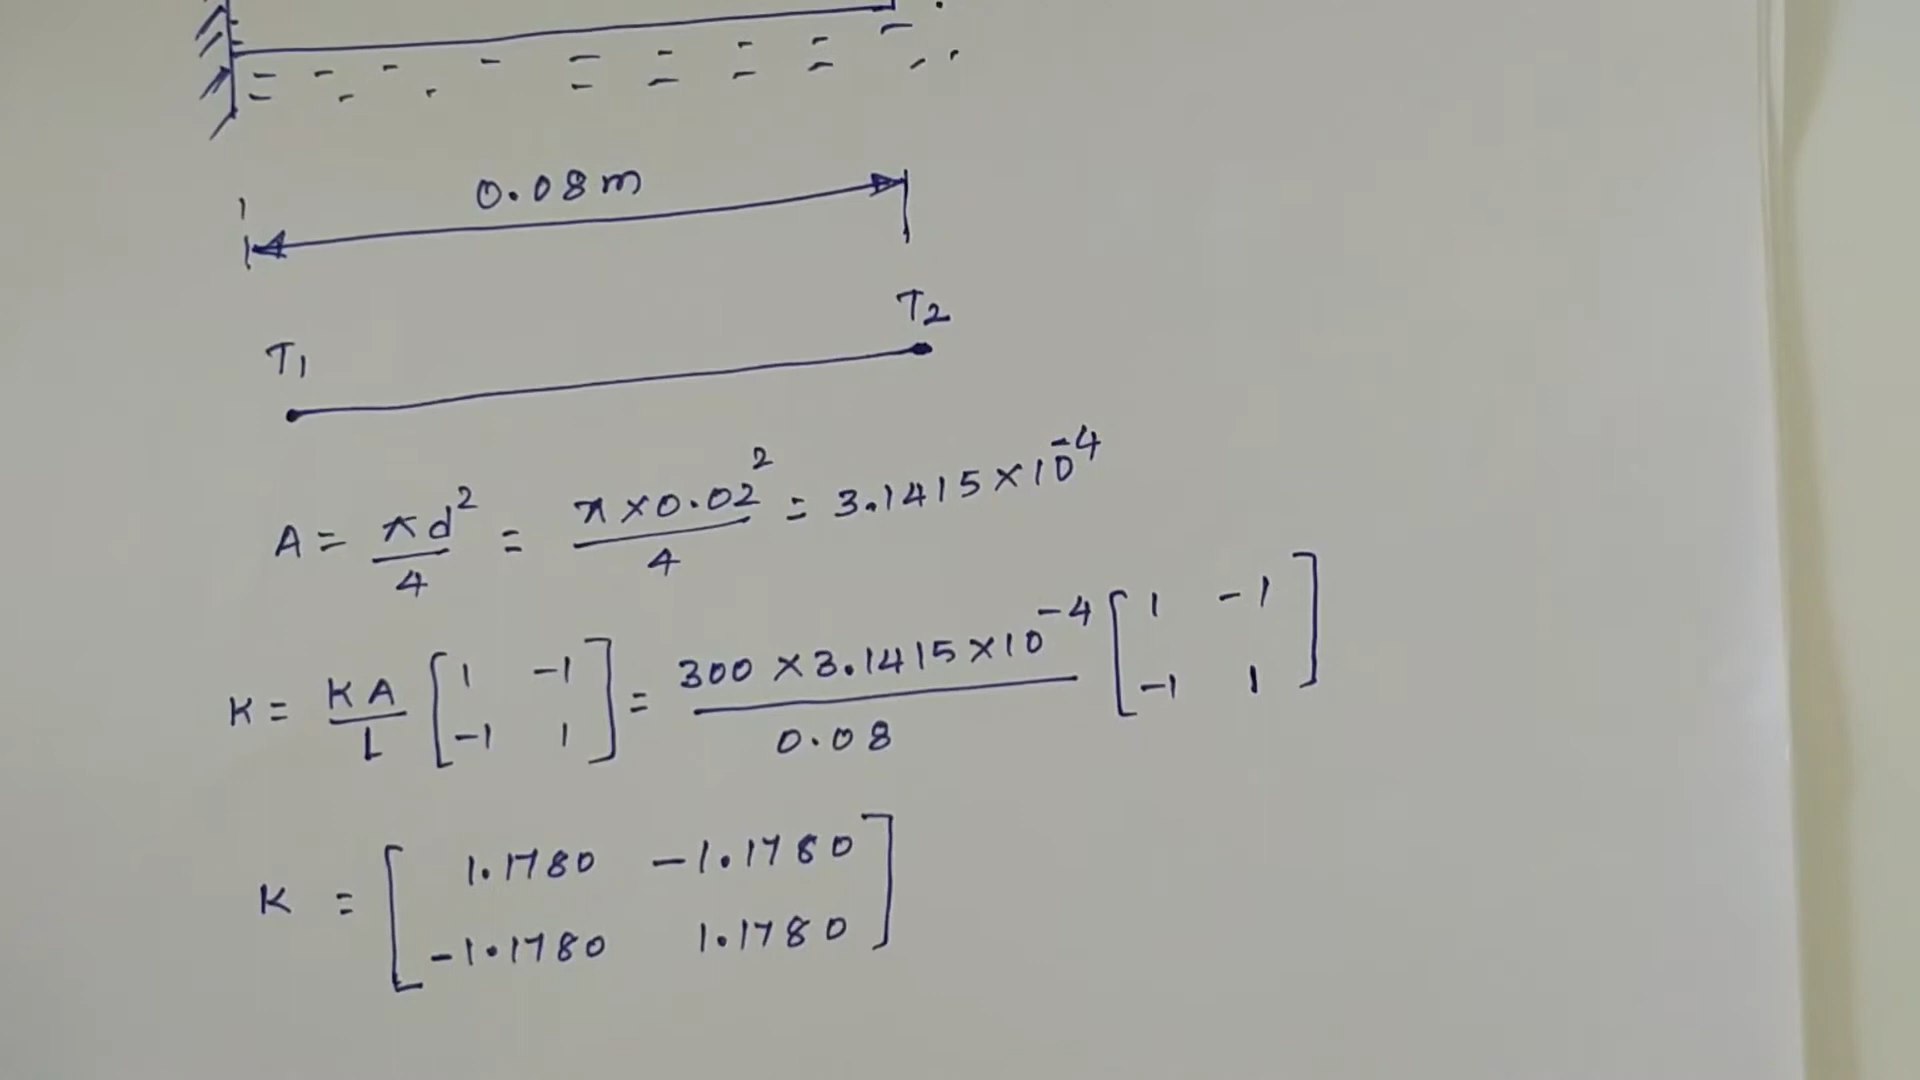 0.08m
T1 T2
A = πd²/4 = π×0.02²/4 = 3.1415×10⁻⁴
K = KA/L [1 -1; -1 1] = 300×3.1415×10⁻⁴/0.08 [1 -1; -1 1]
K = [1.1780 -1.1780
-1.1780 1.1780]